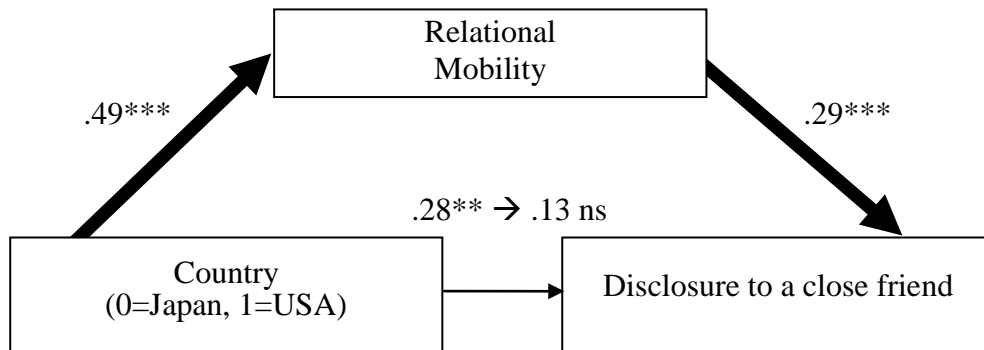 Relational
Mobility
.49***
.29***
.28** → .13 ns
Country
(0=Japan, 1=USA)
Disclosure to a close friend